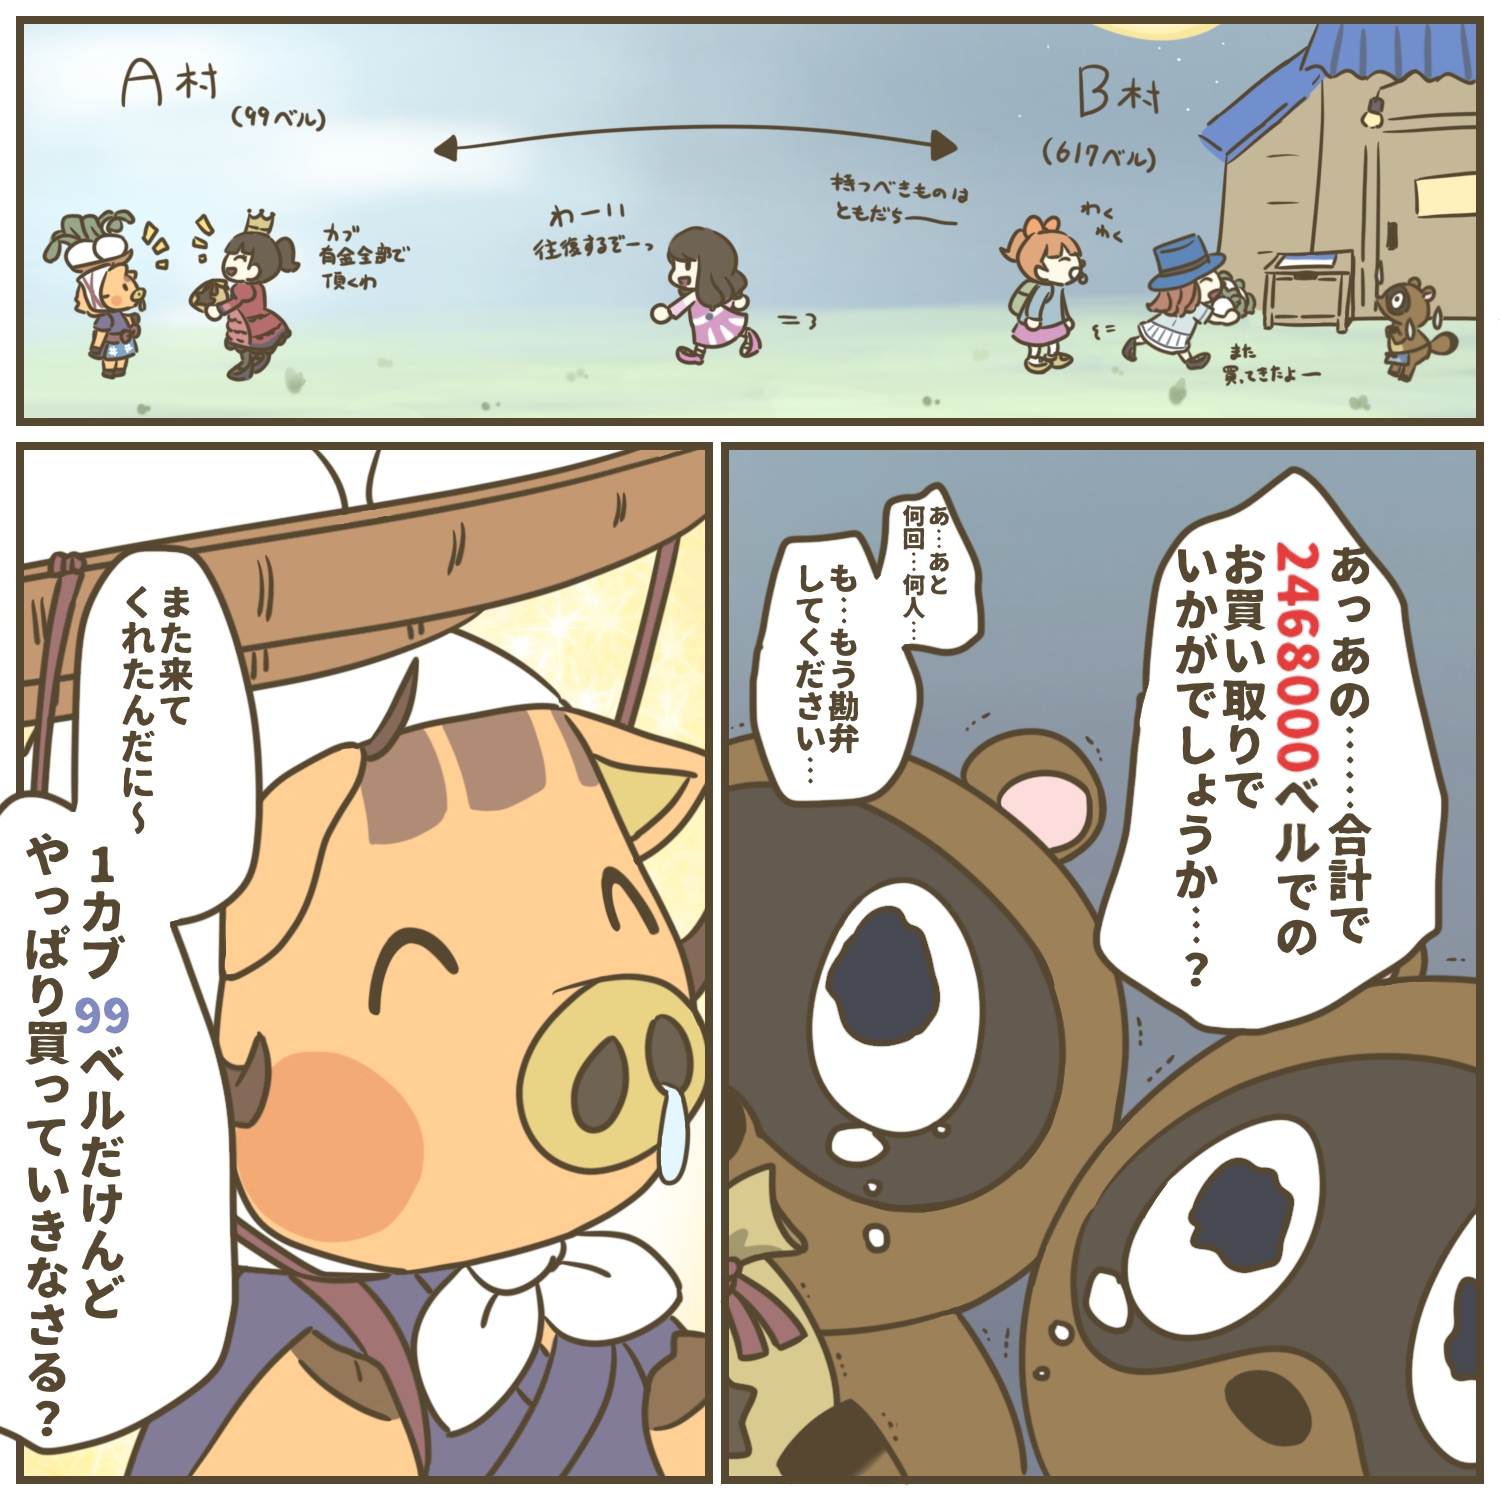 A村
(99ベル)
カブ
有金全部で
頂くわ
わーい
往復するぞーっ
持つべきものは
ともだち――
B村
(617ベル)
わく
わく
また
買ってきたよー
あっあの……合計で
2468000ベルでの
お買い取りで
いかがでしょうか…?
あ…あと
何回…何人…
も…もう勘弁
してください…
また来て
くれたんだに～
1カブ 99ベルだけんど
やっぱり買っていきなさる?